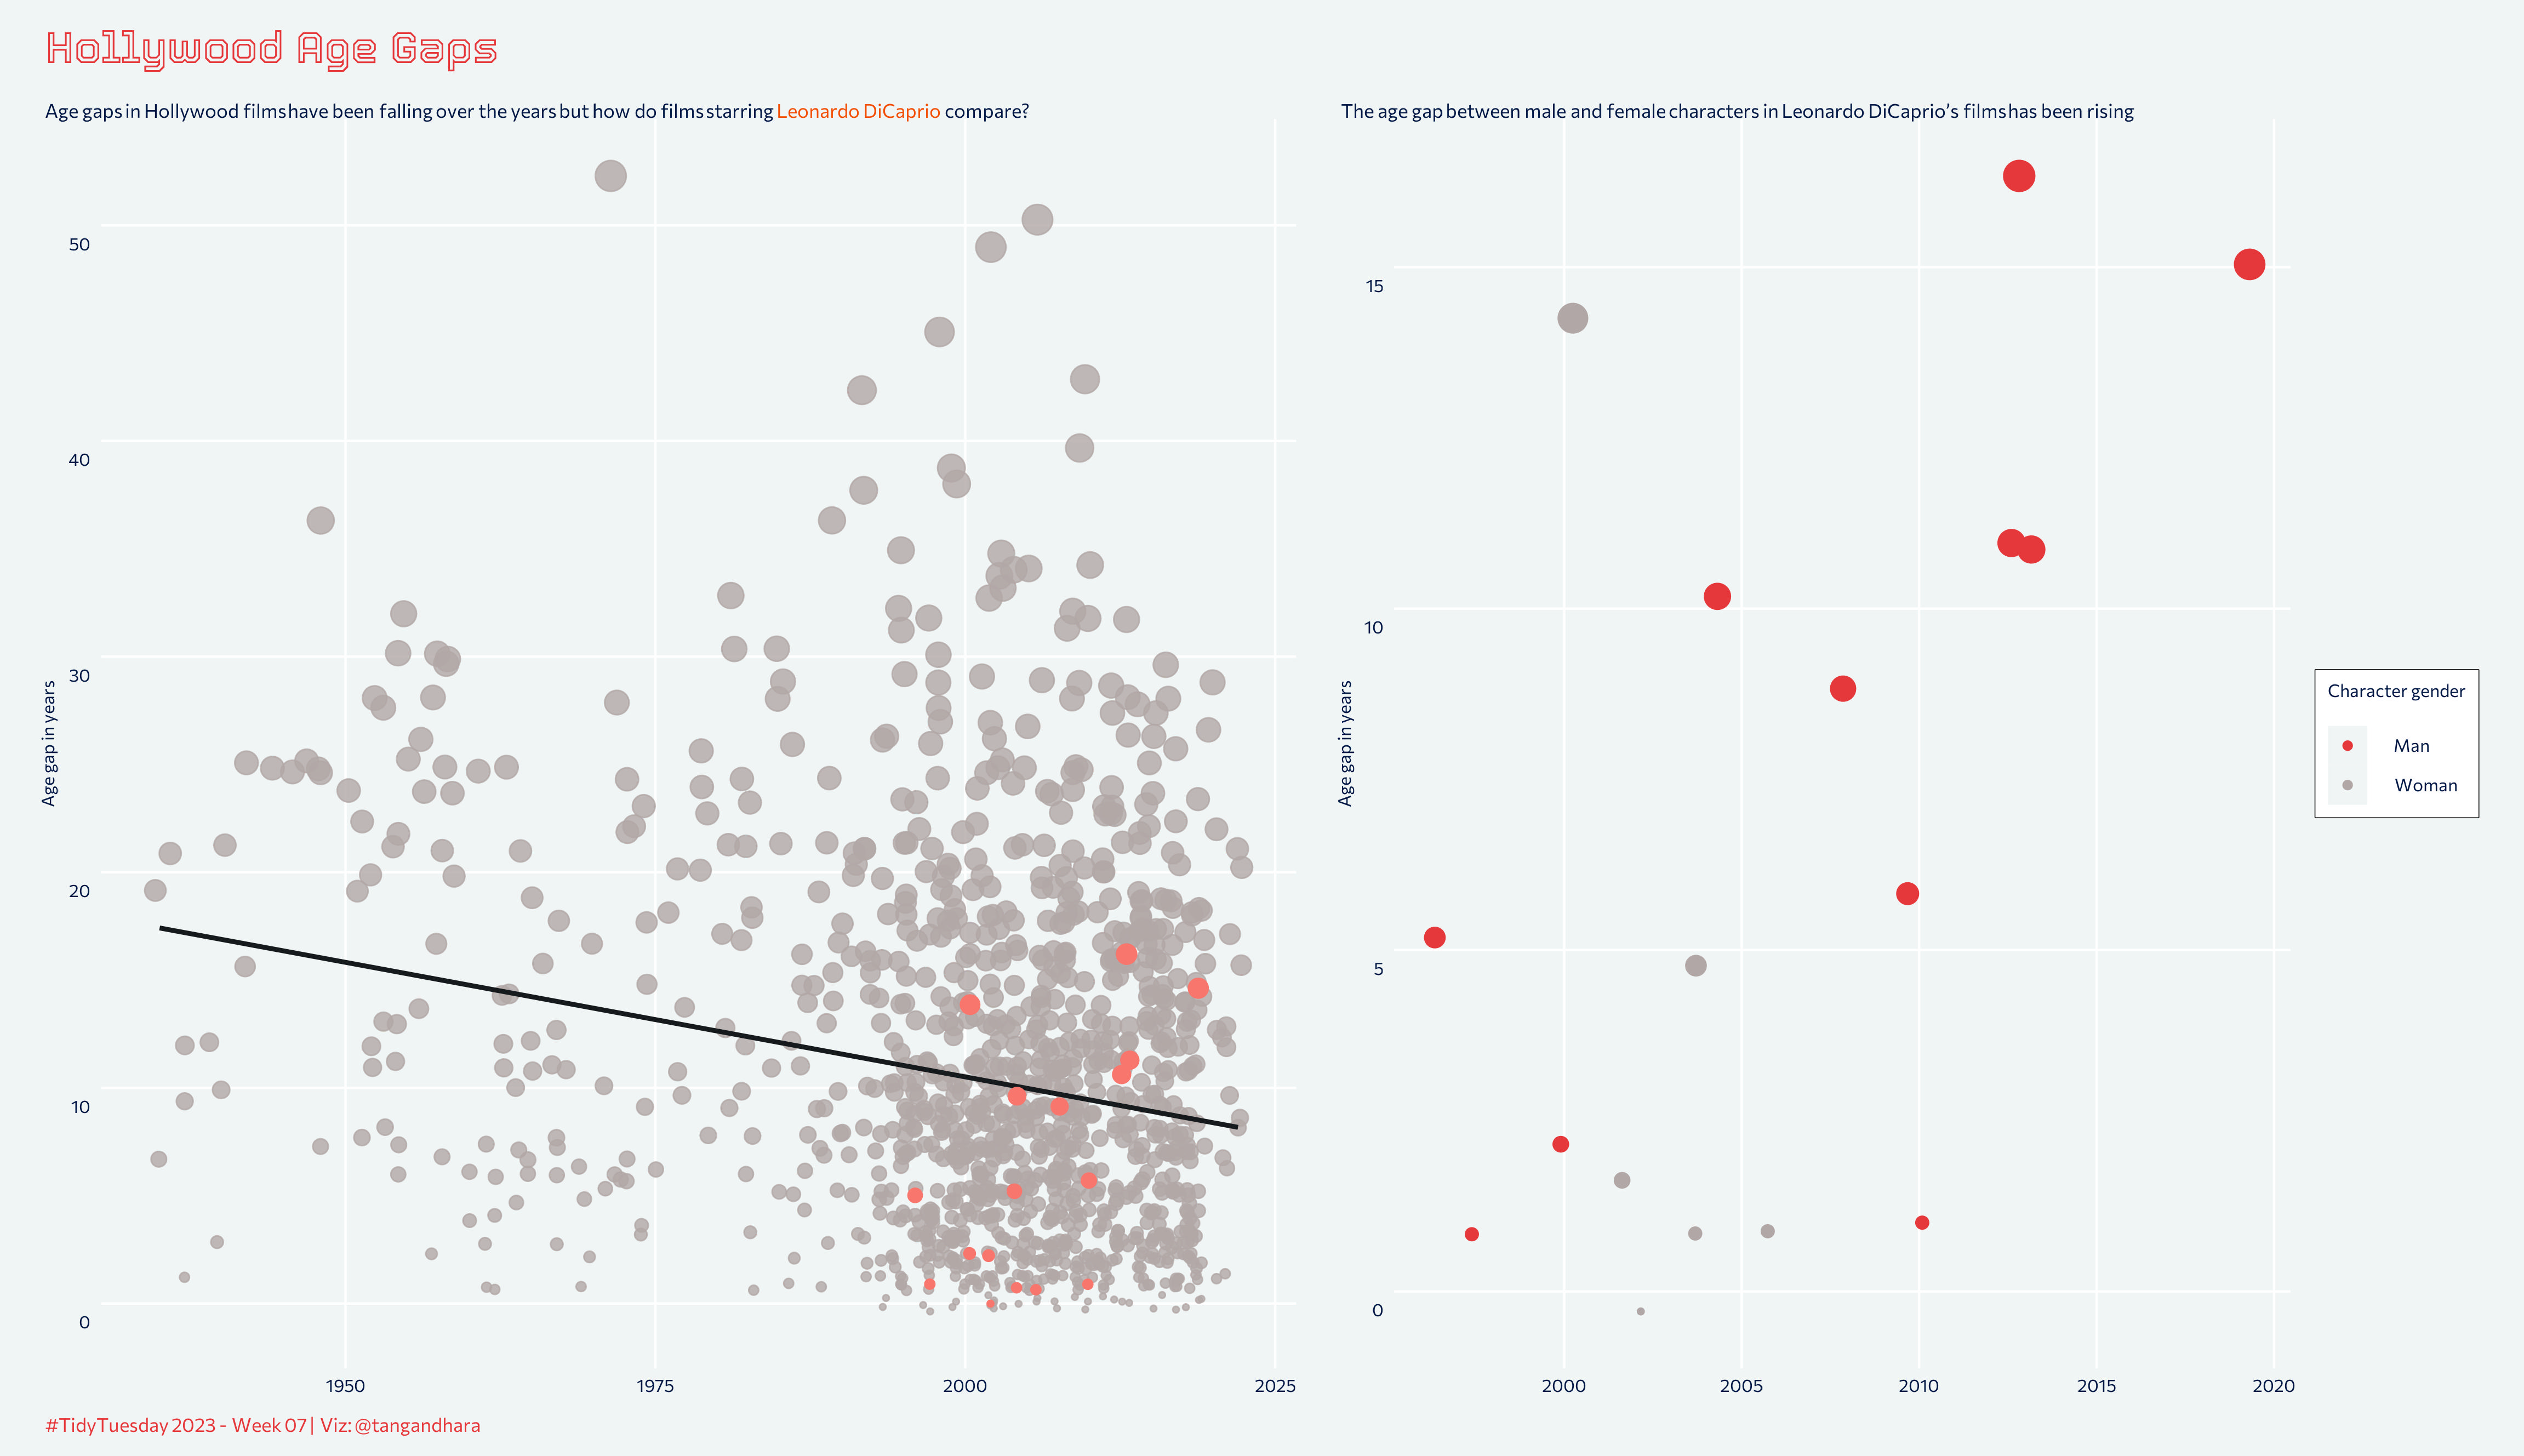 Hollywood Age Gaps
Age gaps in Hollywood films have been falling over the years but how do films starring Leonardo DiCaprio compare?
The age gap between male and female characters in Leonardo DiCaprio's films has been rising
50
40
30
20
10
0
Age gap in years
1950
1975
2000
2025
15
10
5
0
Age gap in years
2000
2005
2010
2015
2020
Character gender
Man
Woman
#TidyTuesday 2023 - Week 07 | Viz: @tangandhara